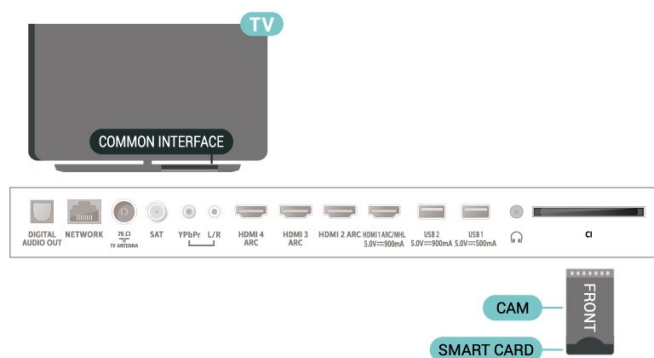 TV
COMMON INTERFACE
DIGITAL
AUDIO OUT
NETWORK
75 Ω
TV ANTENNA
SAT
YPbPr
L/R
HDMI 4
ARC
HDMI 3
ARC
HDMI 2 ARC
HDMI 1 ARC/MHL
5.0V⎓900mA
USB 2
5.0V⎓900mA
USB 1
5.0V⎓500mA
CI
FRONT
CAM
SMART CARD